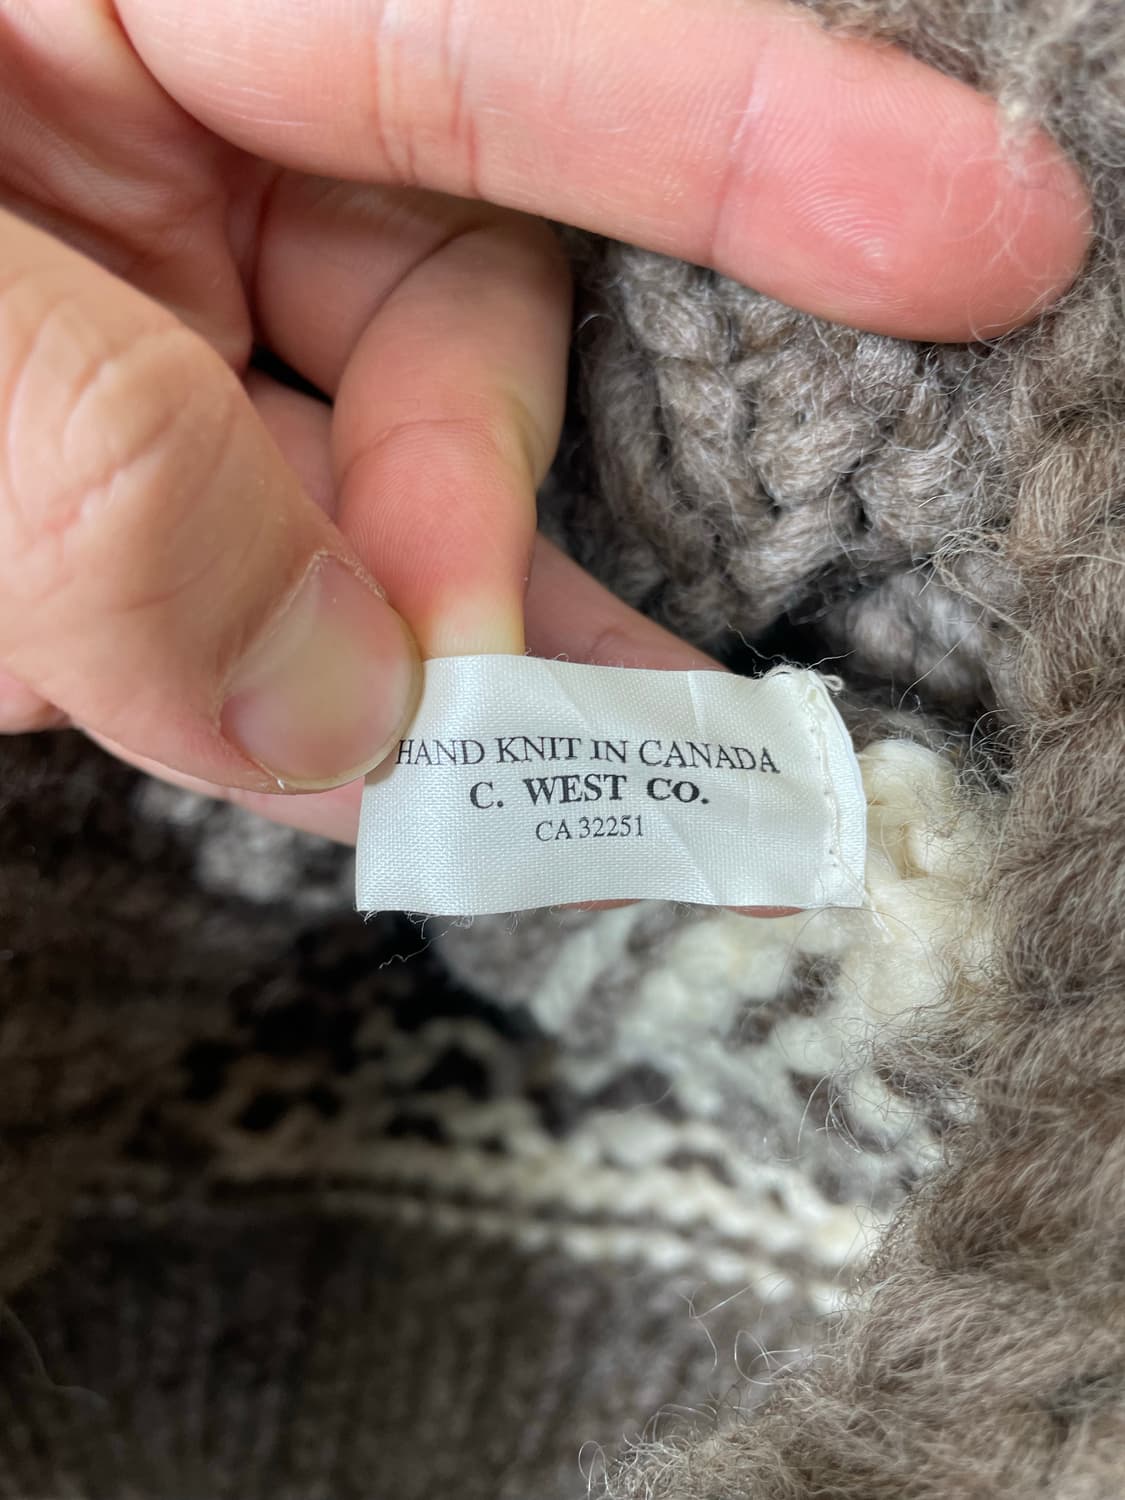 HAND KNIT IN CANADA
C. WEST CO.
CA 32251